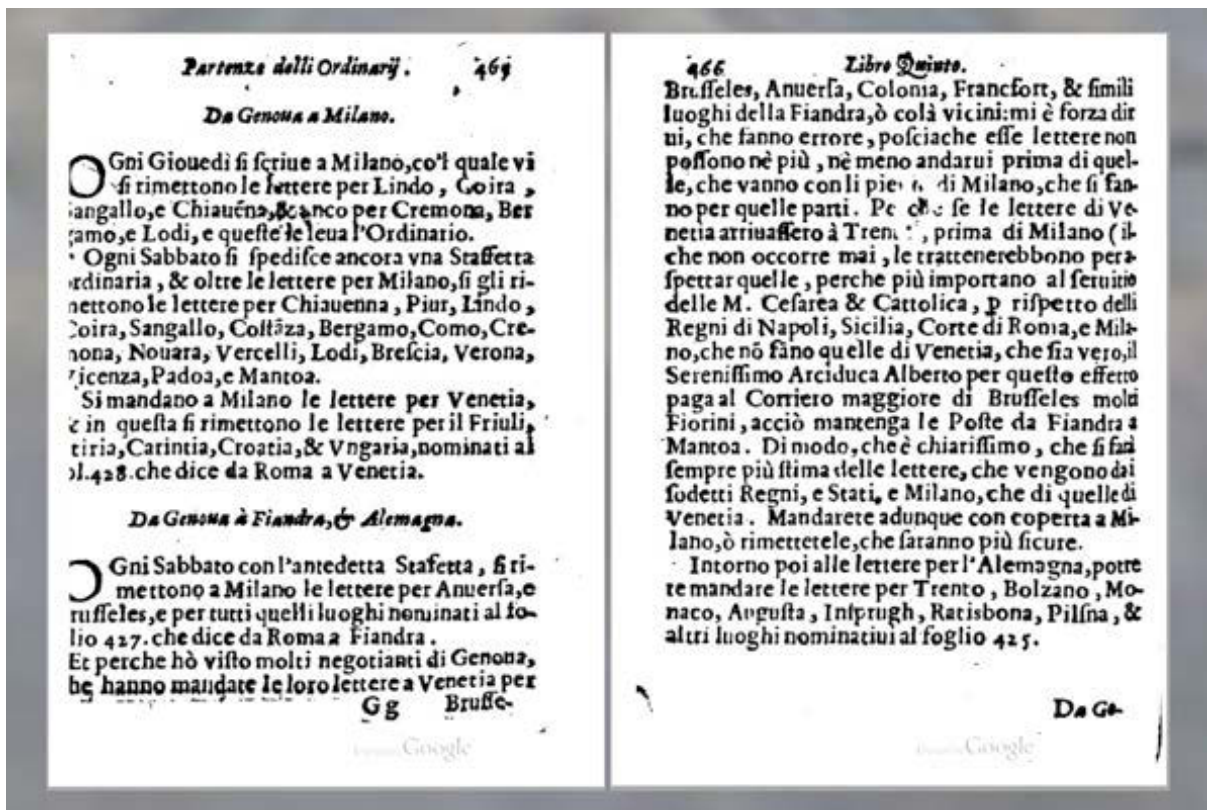 Partenze delli Ordinarij. 465
Da Genoua a Milano.
OGni Giouedì si scriue a Milano, co'l quale vi
si rimettono le lettere per Lindo, Coira,
sangallo, e Chiauena, & anco per Cremona, Ber
gamo, e Lodi, e queste le leua l'Ordinario.
Ogni Sabbato si spedisce ancora vna Staffetta
ordinaria, & oltre le lettere per Milano, si gli ri-
mettono le lettere per Chiauenna, Piur, Lindo,
Coira, Sangallo, Costāza, Bergamo, Como, Cre-
mona, Nouara, Vercelli, Lodi, Brescia, Verona,
Vicenza, Padoa, e Mantoa.
Si mandano a Milano le lettere per Venetia,
& in questa si rimettono le lettere per il Friuli,
tiria, Carintia, Croatia, & Vngaria, nominati al
ol. 428. che dice da Roma a Venetia.
Da Genoua à Fiandra, & Alemagna.
OGni Sabbato con l'antedetta Stafetta, si ri-
mettono a Milano le lettere per Anuersa, e
russeles, e per tutti quelli luoghi nominati al fo-
lio 427. che dice da Roma a Fiandra.
Et perche hò visto molti negotianti di Genoua,
he hanno mandate le loro lettere a Venetia per
Gg Brusse-
Google
466 Libro Quinto.
Brusseles, Anuersa, Colonia, Francfort, & simili
luoghi della Fiandra, ò colà vicini: mi è forza dir
ui, che fanno errore, posciache esse lettere non
possono nè più, nè meno andarui prima di quel-
le, che vanno con li di Milano, che si fan-
no per quelle parti. che se le lettere di Ve-
netia arriuassero à Trento, prima di Milano (il
che non occorre mai, le trattenerebbono per a
spettar quelle, perche più importano al seruitio
delle M. Cesarea & Cattolica, ꝑ rispetto delli
Regni di Napoli, Sicilia, Corte di Roma, e Mila-
no, che nō fāno quelle di Venetia, che sia vero, il
Serenissimo Arciduca Alberto per questo effetto
paga al Corriero maggiore di Brusseles molti
Fiorini, acciò mantenga le Poste da Fiandra a
Mantoa. Di modo, che è chiarissimo, che si farà
sempre più stima delle lettere, che vengono dai
sodetti Regni, e Stati, e Milano, che di quelle di
Venetia. Mandarete adunque con coperta a Mi-
lano, ò rimettetele, che saranno più sicure.
Intorno poi alle lettere per l'Alemagna, potre
te mandare le lettere per Trento, Bolzano, Mo-
naco, Augusta, Insprugh, Ratisbona, Pilsna, &
altri luoghi nominatiui al foglio 425.
Da Ge-
Google